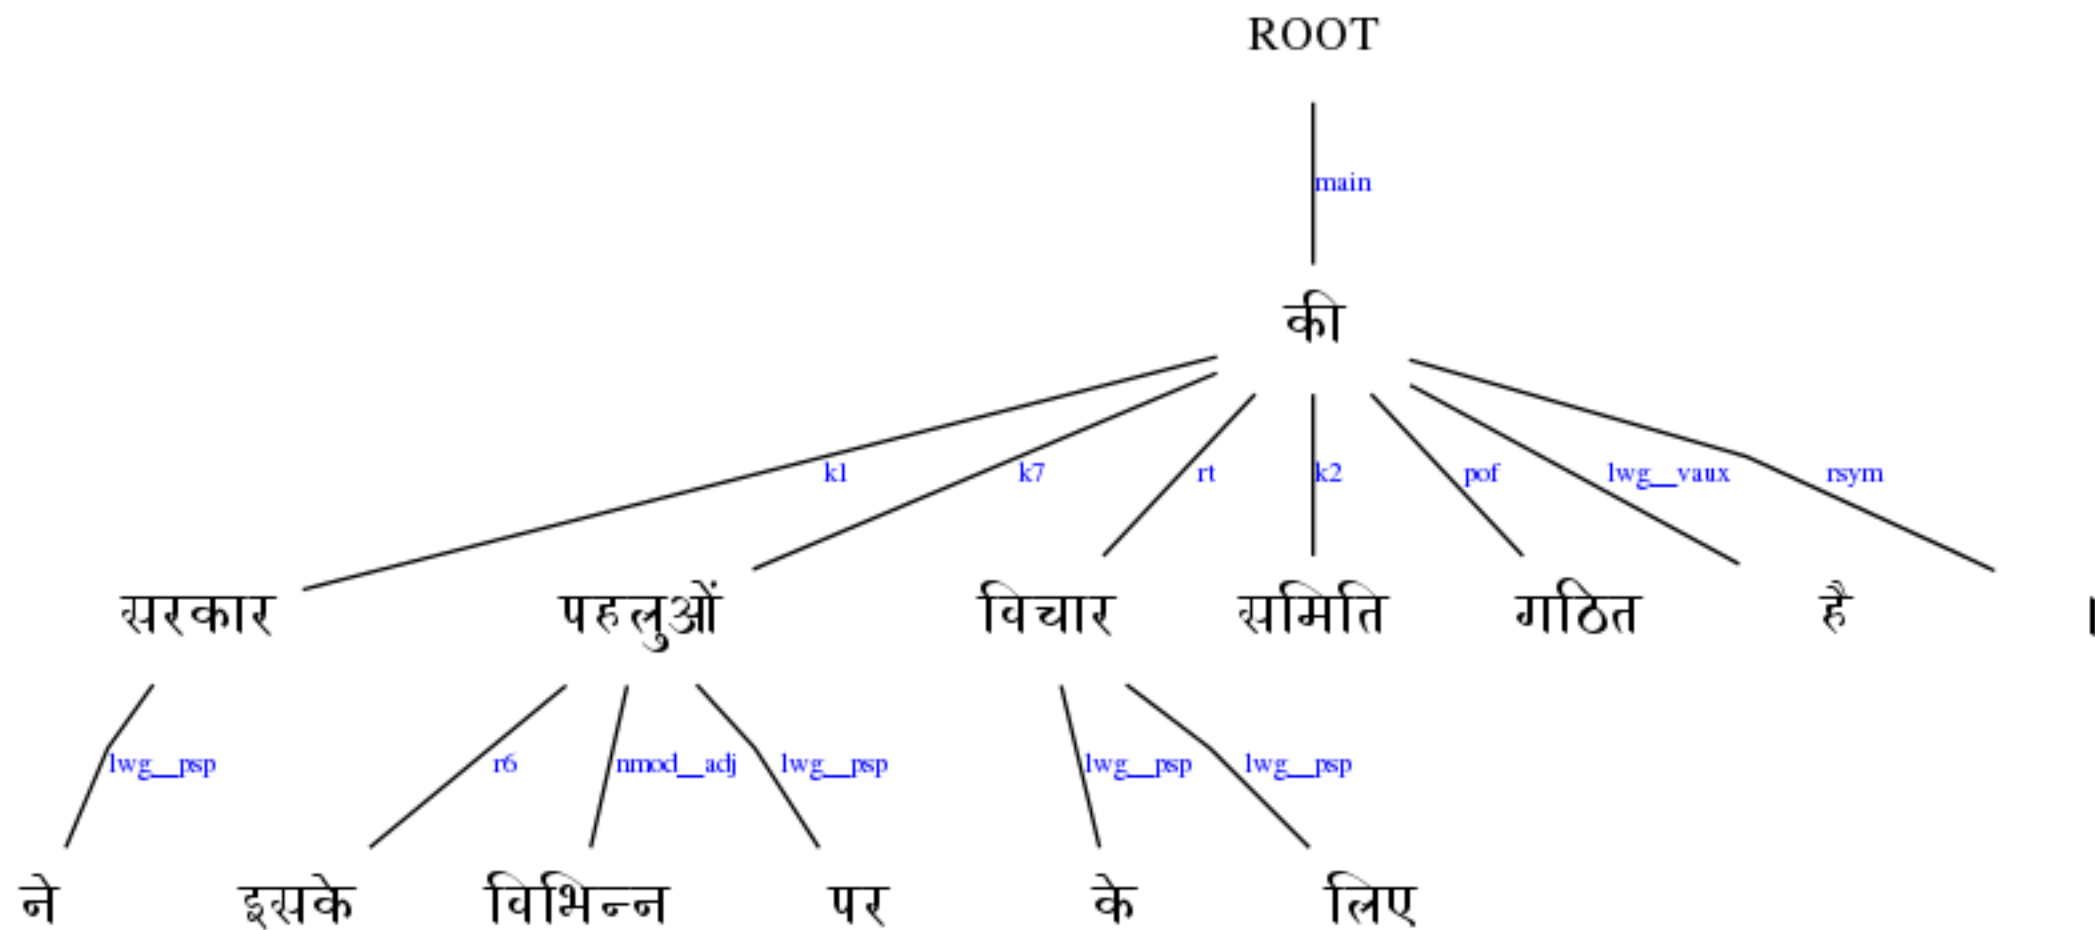 ROOT
main
की
k1 k7 rt k2 pof lwg__vaux rsym
सरकार पहलुओं विचार समिति गठित है ।
lwg__psp r6 nmod__adj lwg__psp lwg__psp lwg__psp
ने इसके विभिन्न पर के लिए